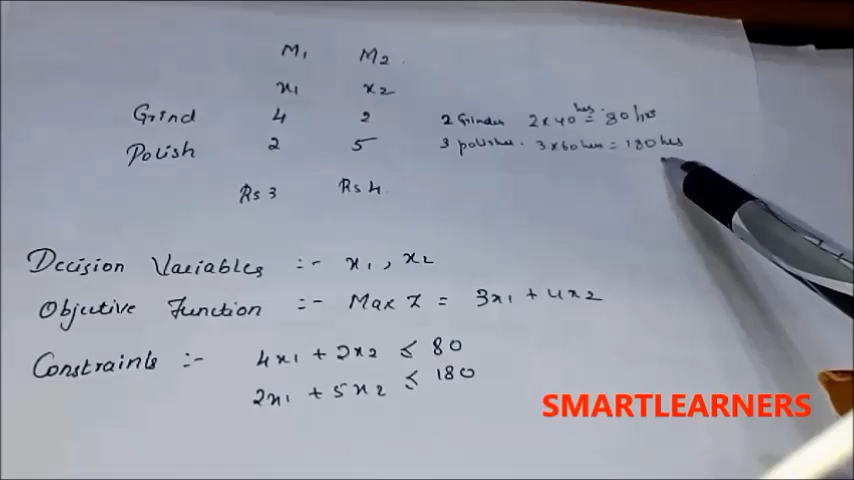 M1 M2
x1 x2
Grind 4 2 2 Grinder 2x40 hrs = 80 hrs
Polish 2 5 3 polisher. 3x60 hrs = 180 hrs
Rs 3 Rs 4
Decision Variables :- x1, x2
Objective Function :- Max Z = 3x1 + 4x2
Constraints :- 4x1 + 2x2 ≤ 80
2x1 + 5x2 ≤ 180
SMARTLEARNERS